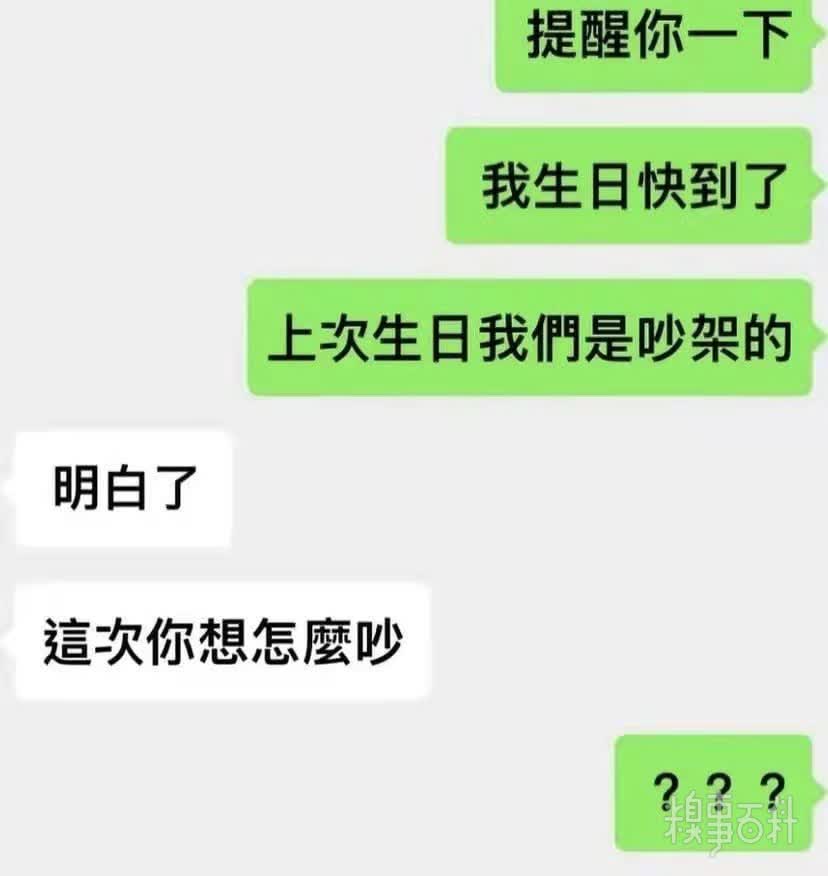 提醒你一下
我生日快到了
上次生日我們是吵架的
明白了
這次你想怎麼吵
？？？
糗事百科